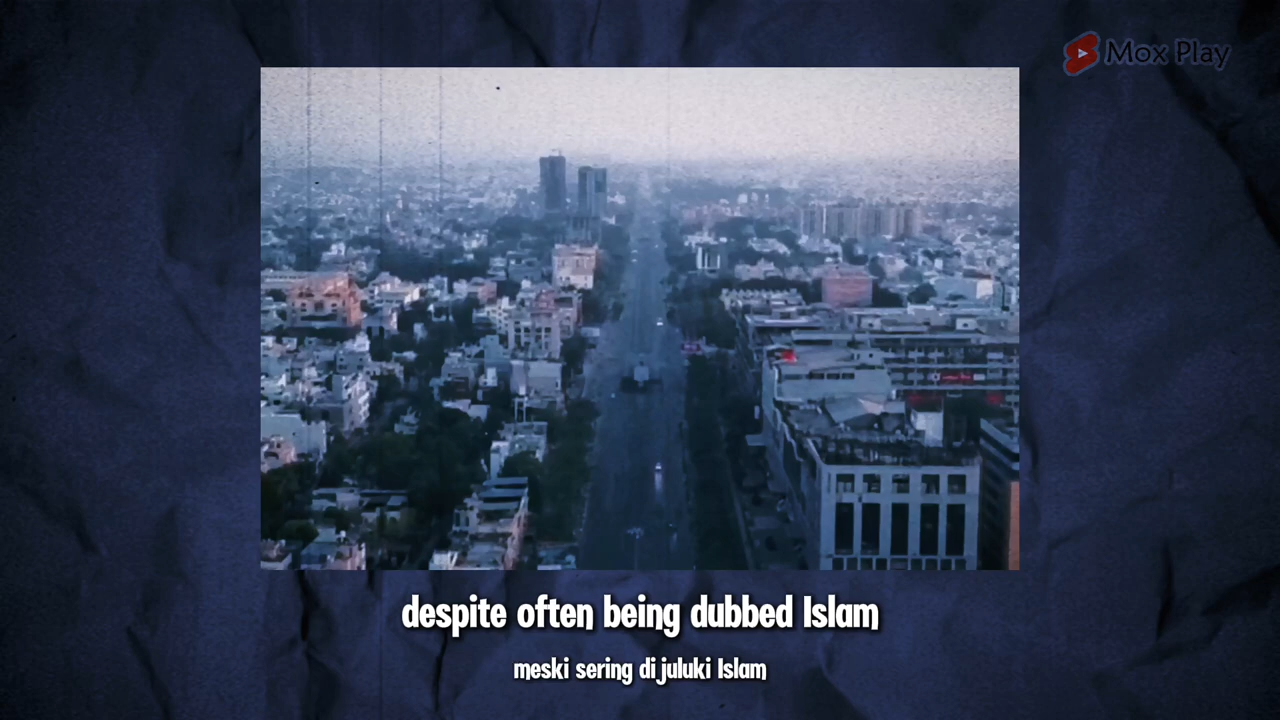 Mox Play
despite often being dubbed Islam
meski sering di juluki Islam